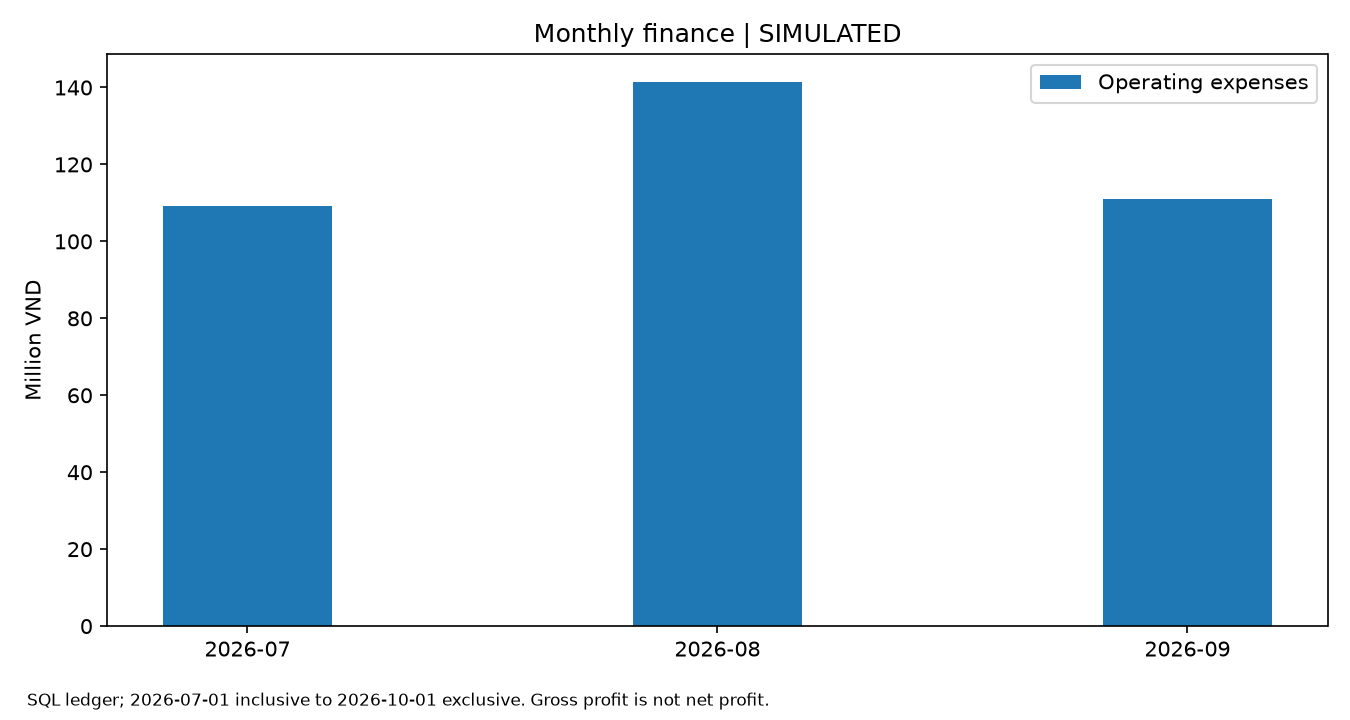 Monthly finance | SIMULATED
Operating expenses
Million VND
140
120
100
80
60
40
20
0
2026-07
2026-08
2026-09
SQL ledger; 2026-07-01 inclusive to 2026-10-01 exclusive. Gross profit is not net profit.